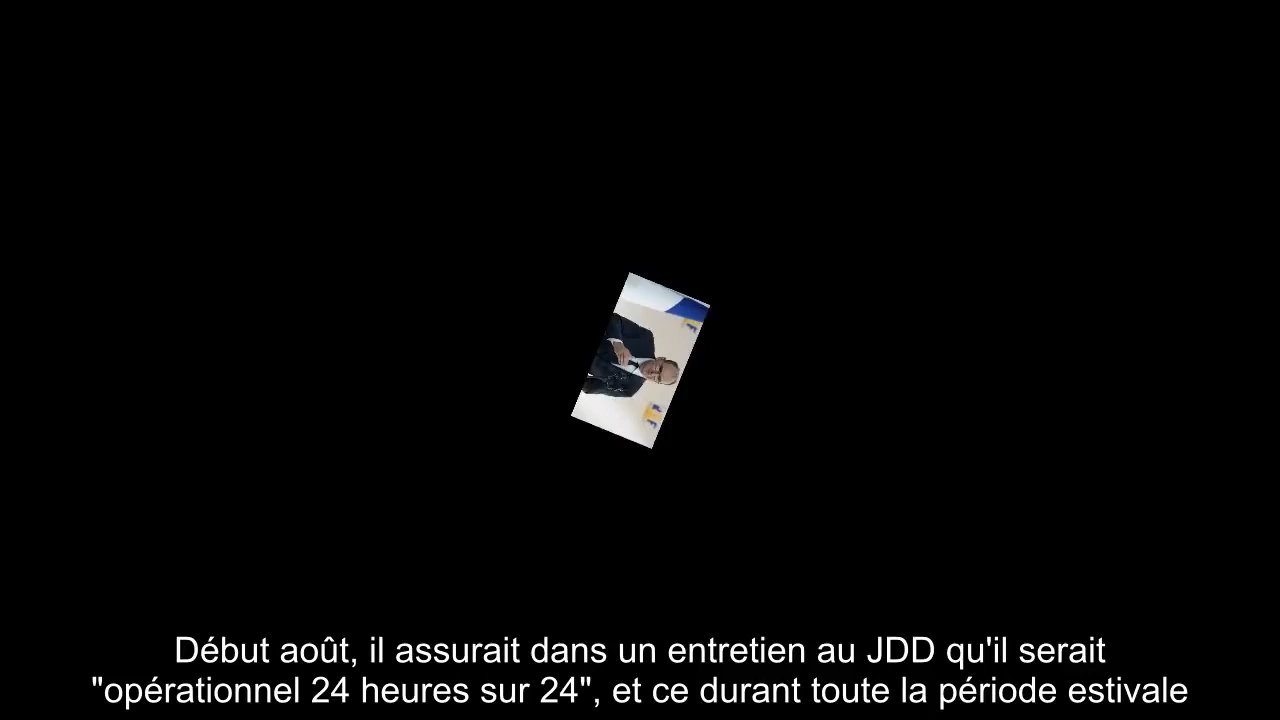 Début août, il assurait dans un entretien au JDD qu'il serait
"opérationnel 24 heures sur 24", et ce durant toute la période estivale